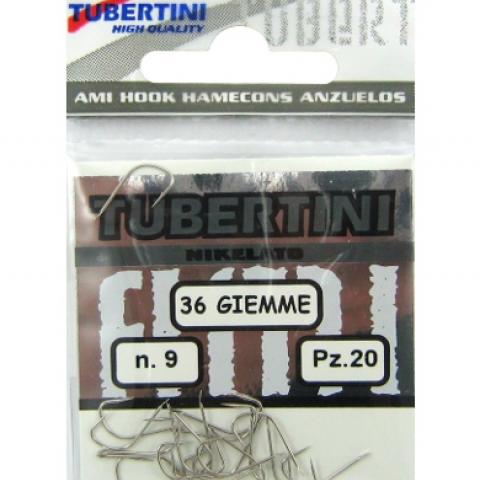 TUBERTINI
HIGH QUALITY
AMI HOOK HAMECONS ANZUELOS
TUBERTINI
NIKELATO
36 GIEMME
n. 9
Pz.20